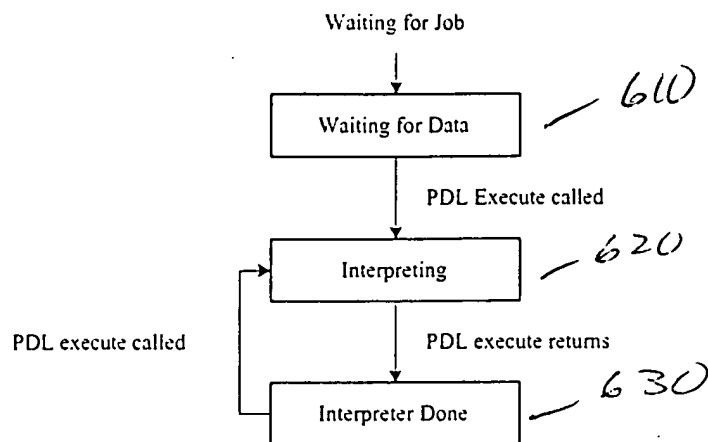 Waiting for Job
Waiting for Data
610
PDL Execute called
Interpreting
620
PDL execute called
PDL execute returns
Interpreter Done
630